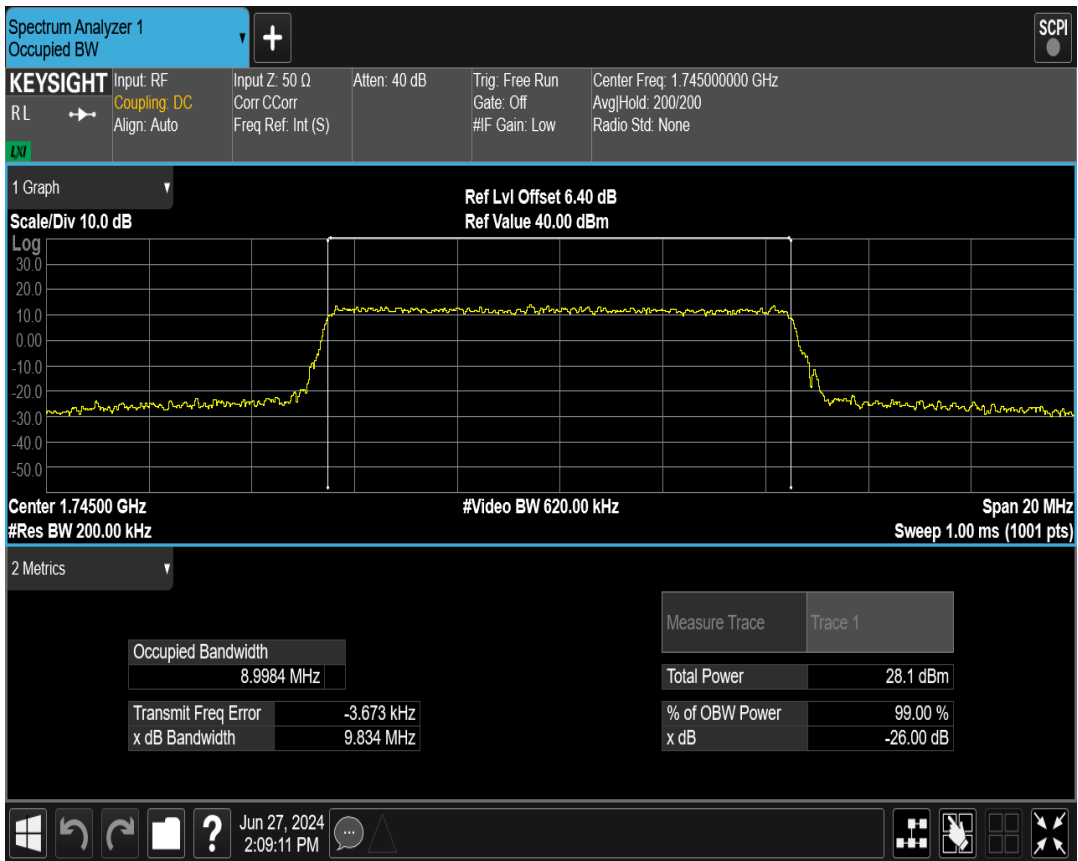 Spectrum Analyzer 1
Occupied BW
+
SCPI
KEYSIGHT
R L
LXI
Input: RF
Coupling: DC
Align: Auto
Input Z: 50 Ω
Corr CCorr
Freq Ref: Int (S)
Atten: 40 dB
Trig: Free Run
Gate: Off
#IF Gain: Low
Center Freq: 1.745000000 GHz
Avg|Hold: 200/200
Radio Std: None
1 Graph
Ref Lvl Offset 6.40 dB
Scale/Div 10.0 dB
Ref Value 40.00 dBm
Log
30.0
20.0
10.0
0.00
-10.0
-20.0
-30.0
-40.0
-50.0
Center 1.74500 GHz
#Video BW 620.00 kHz
Span 20 MHz
#Res BW 200.00 kHz
Sweep 1.00 ms (1001 pts)
2 Metrics
Measure Trace
Trace 1
Occupied Bandwidth
8.9984 MHz
Total Power
28.1 dBm
Transmit Freq Error
-3.673 kHz
% of OBW Power
99.00 %
x dB Bandwidth
9.834 MHz
x dB
-26.00 dB
?
Jun 27, 2024
2:09:11 PM